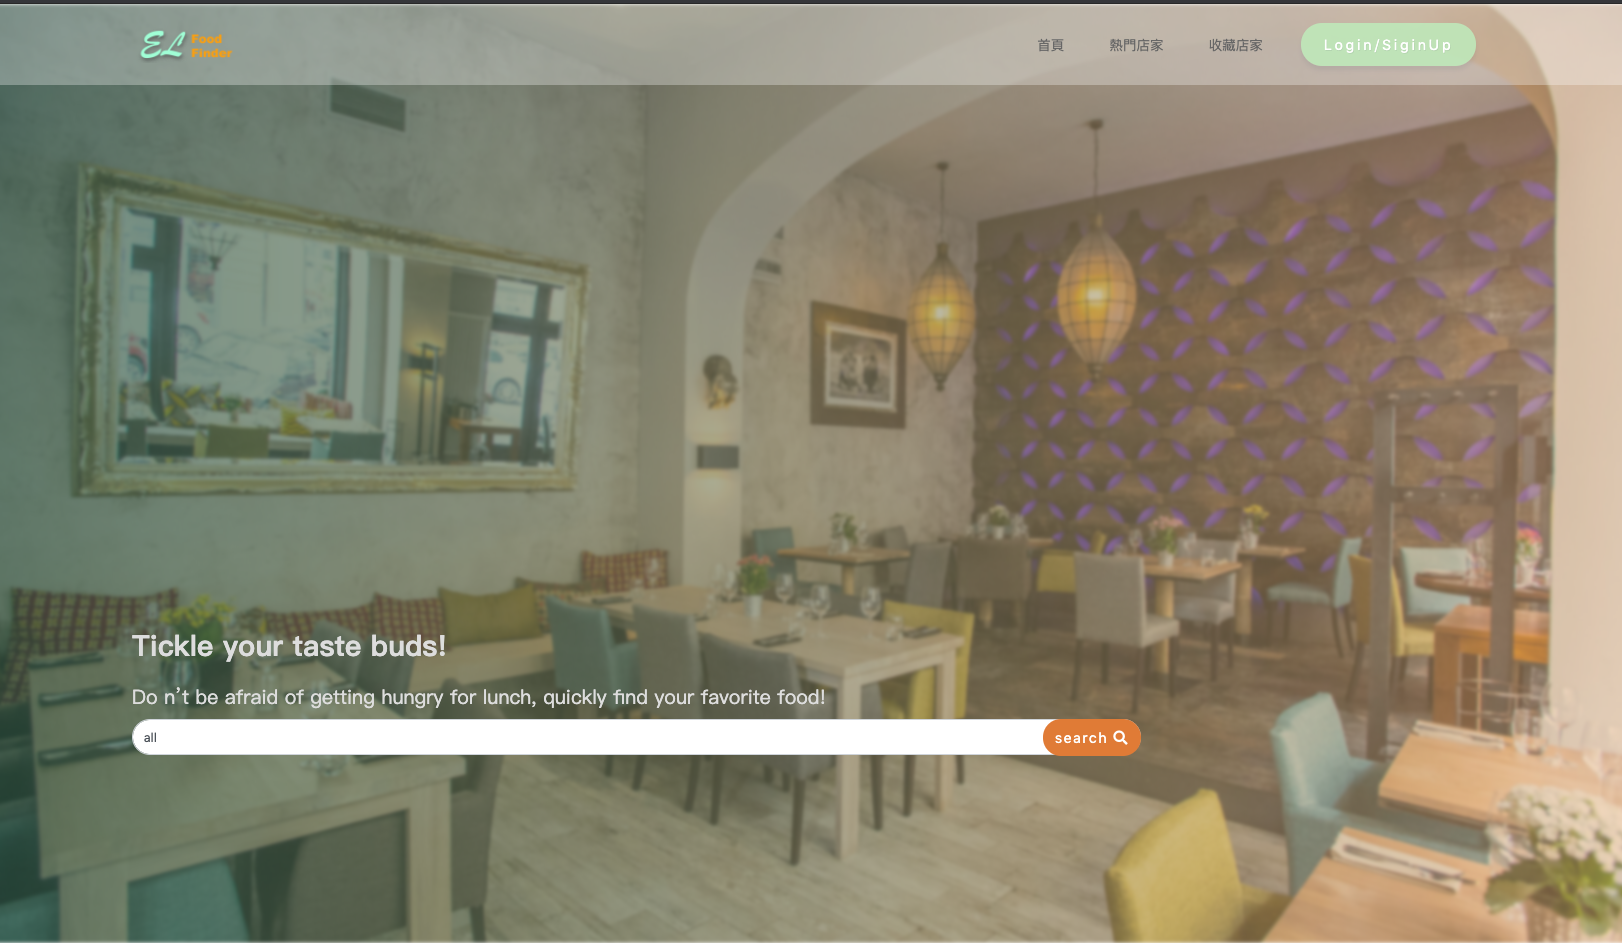 EL Food
Finder
首頁 熱門店家 收藏店家 Login/SiginUp
Tickle your taste buds!
Do n't be afraid of getting hungry for lunch, quickly find your favorite food!
all search